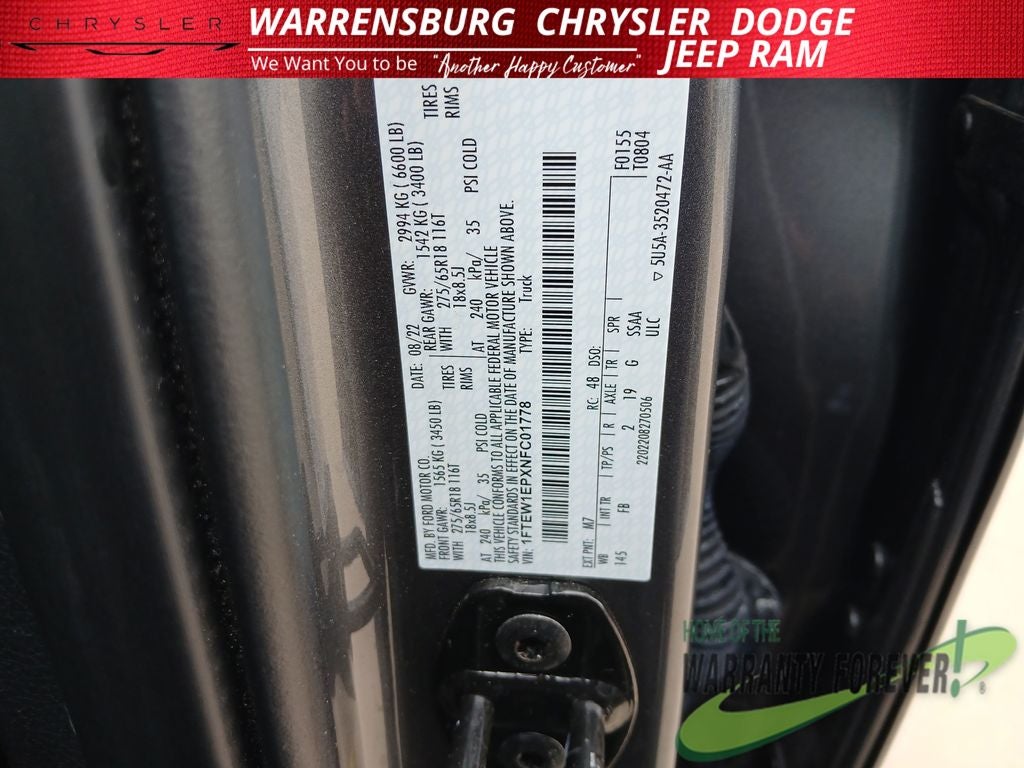 CHRYSLER
WARRENSBURG CHRYSLER DODGE
JEEP RAM
We Want You to be "Another Happy Customer"
MFD. BY FORD MOTOR CO. DATE: 08/22 GVWR: 2994 KG ( 6600 LB)
FRONT GAWR: 1565 KG ( 3450 LB) REAR GAWR: 1542 KG ( 3400 LB)
WITH 275/65R18 116T TIRES WITH 275/65R18 116T TIRES
18x8.5J RIMS 18x8.5J RIMS
AT 240 kPa/ 35 PSI COLD AT 240 kPa/ 35 PSI COLD
THIS VEHICLE CONFORMS TO ALL APPLICABLE FEDERAL MOTOR VEHICLE
SAFETY STANDARDS IN EFFECT ON THE DATE OF MANUFACTURE SHOWN ABOVE.
VIN: 1FTEW1EPXNFC01778 TYPE: Truck
EXT PNT: M7 RC: 48 DSO: F0155
WB INT TR TP/PS R AXLE TR SPR T0804
145 FB 2 19 G SSAA
ULC
2202208270506
5U5A-3520472-AA
HOME OF THE
WARRANTY FOREVER!®